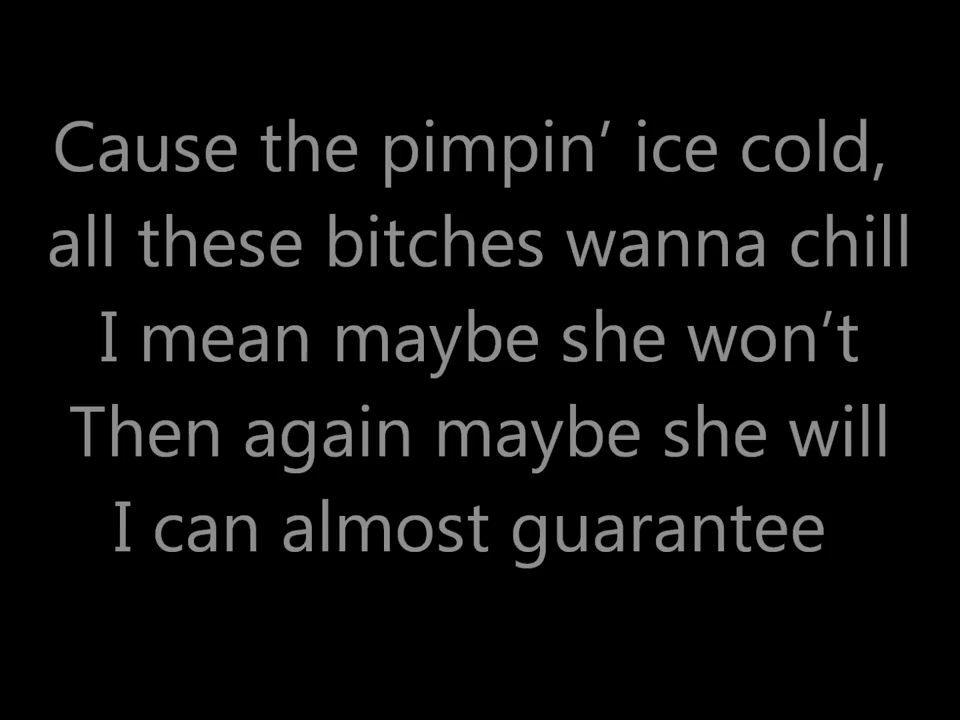 Cause the pimpin’ ice cold,
all these bitches wanna chill
I mean maybe she won’t
Then again maybe she will
I can almost guarantee